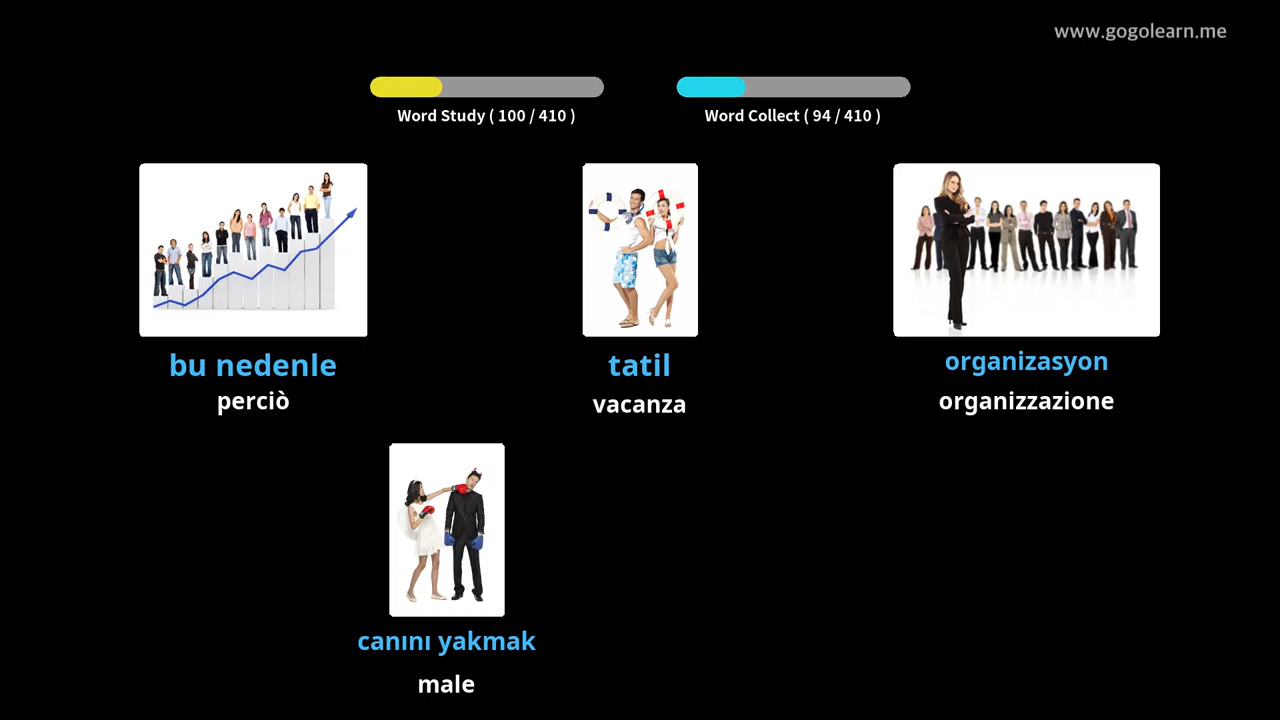 www.gogolearn.me
Word Study ( 100 / 410 )
Word Collect ( 94 / 410 )
bu nedenle
perciò
tatil
vacanza
organizasyon
organizzazione
canını yakmak
male